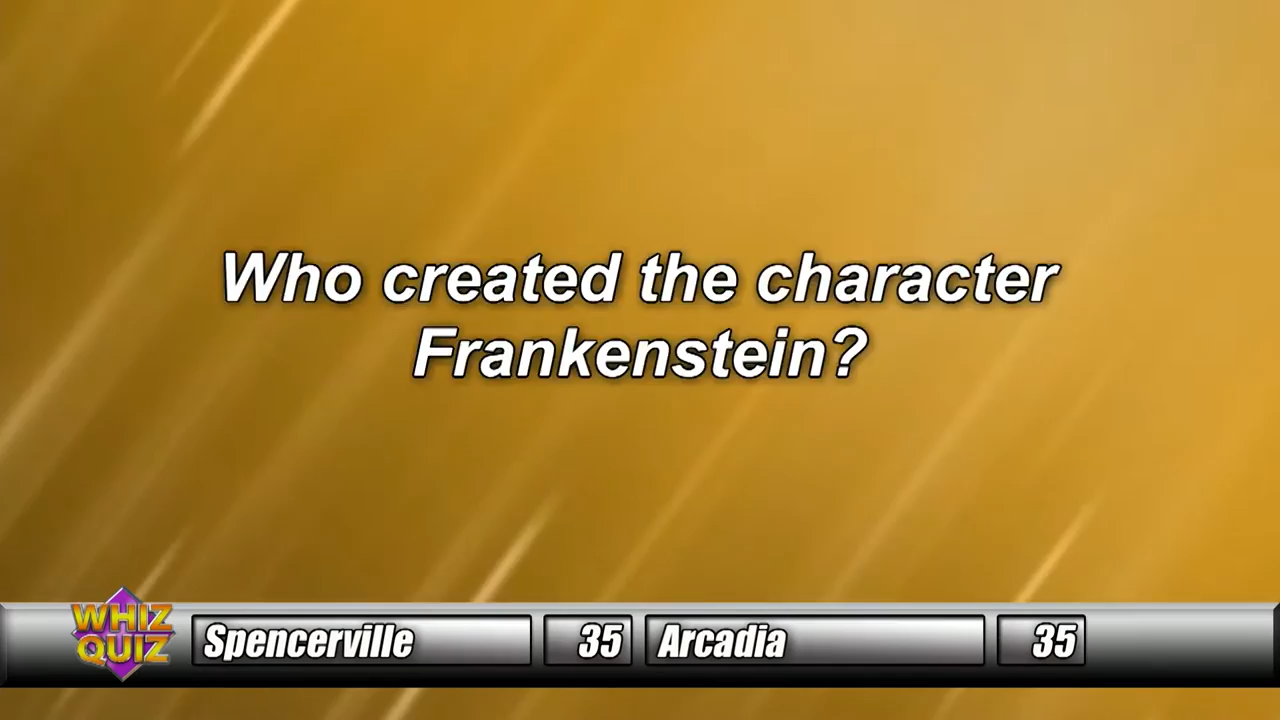 Who created the character
Frankenstein?
WHIZ
QUIZ
Spencerville 35 Arcadia 35